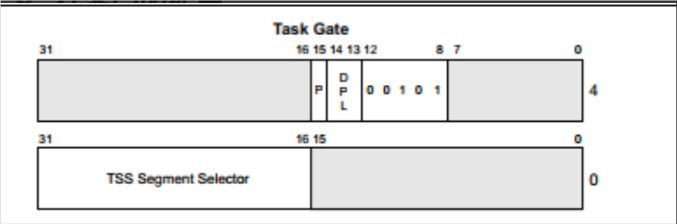 Task Gate
31 16 15 14 13 12 8 7 0
P D P L 0 0 1 0 1 4
31 16 15 0
TSS Segment Selector 0